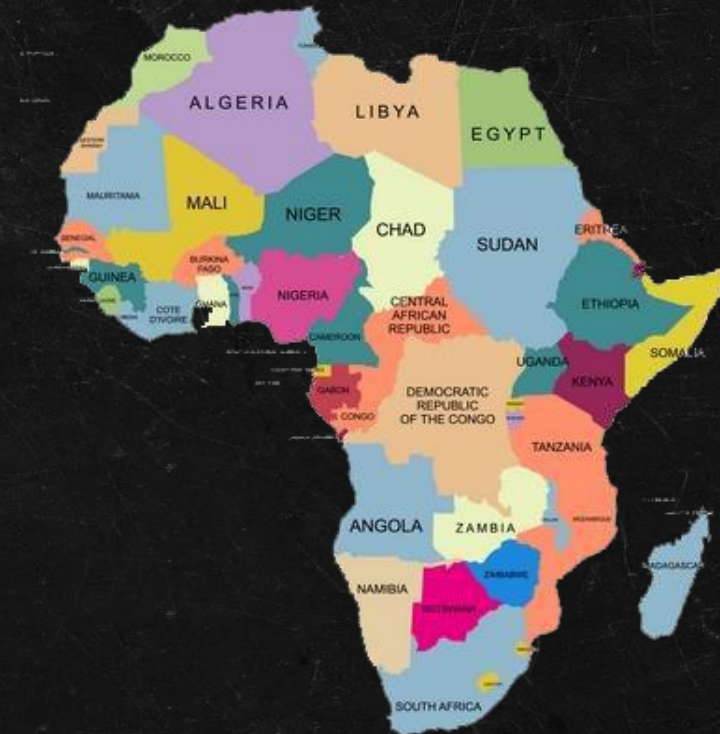 MOROCCO
ALGERIA
LIBYA
EGYPT
MAURITANIA
MALI
NIGER
CHAD
SUDAN
ERITREA
SENEGAL
BURKINA
FASO
GUINEA
NIGERIA
ETHIOPIA
GHANA
COTE
D'IVOIRE
CENTRAL
AFRICAN
REPUBLIC
CAMEROON
SOMALIA
UGANDA
KENYA
GABON
CONGO
DEMOCRATIC
REPUBLIC
OF THE CONGO
TANZANIA
ANGOLA
ZAMBIA
MOZAMBIQUE
MADAGASCAR
ZIMBABWE
NAMIBIA
BOTSWANA
SOUTH AFRICA